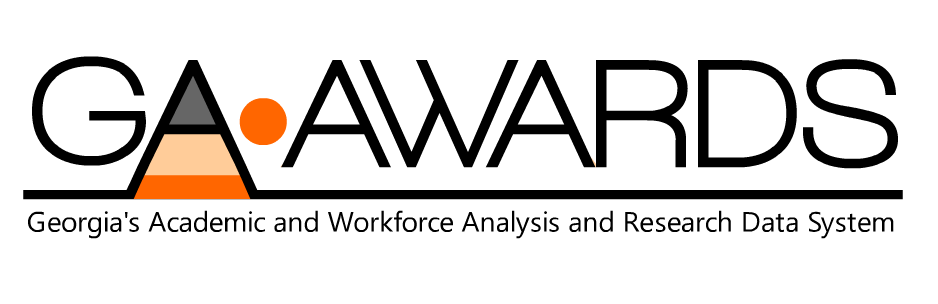 GA•AWARDS
Georgia's Academic and Workforce Analysis and Research Data System